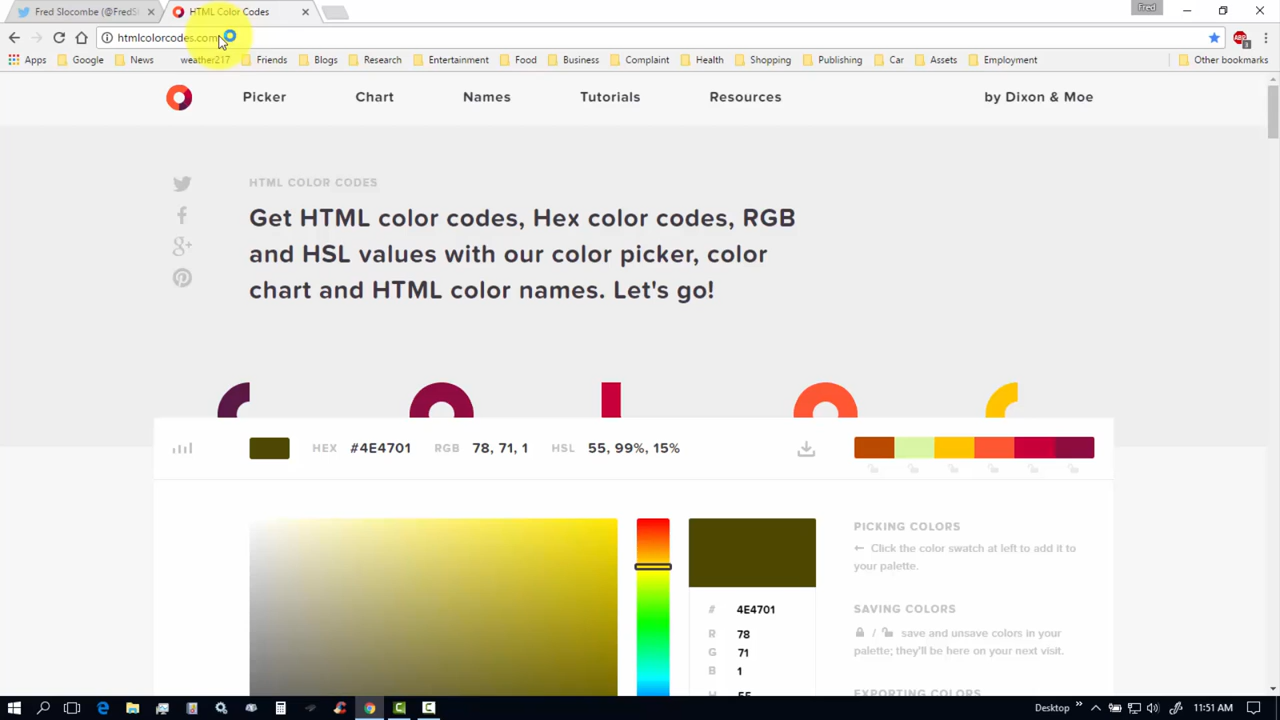 Fred Slocombe (@FredS
HTML Color Codes
Fred
htmlcolorcodes.com
Apps
Google
News
weather217
Friends
Blogs
Research
Entertainment
Food
Business
Complaint
Health
Shopping
Publishing
Car
Assets
Employment
Other bookmarks
Picker
Chart
Names
Tutorials
Resources
by Dixon & Moe
HTML COLOR CODES
Get HTML color codes, Hex color codes, RGB
and HSL values with our color picker, color
chart and HTML color names. Let's go!
HEX #4E4701 RGB 78, 71, 1 HSL 55, 99%, 15%
PICKING COLORS
← Click the color swatch at left to add it to
your palette.
# 4E4701
R 78
G 71
B 1
SAVING COLORS
/ save and unsave colors in your
palette; they'll be here on your next visit.
EXPORTING COLORS
H 55
Desktop
11:51 AM